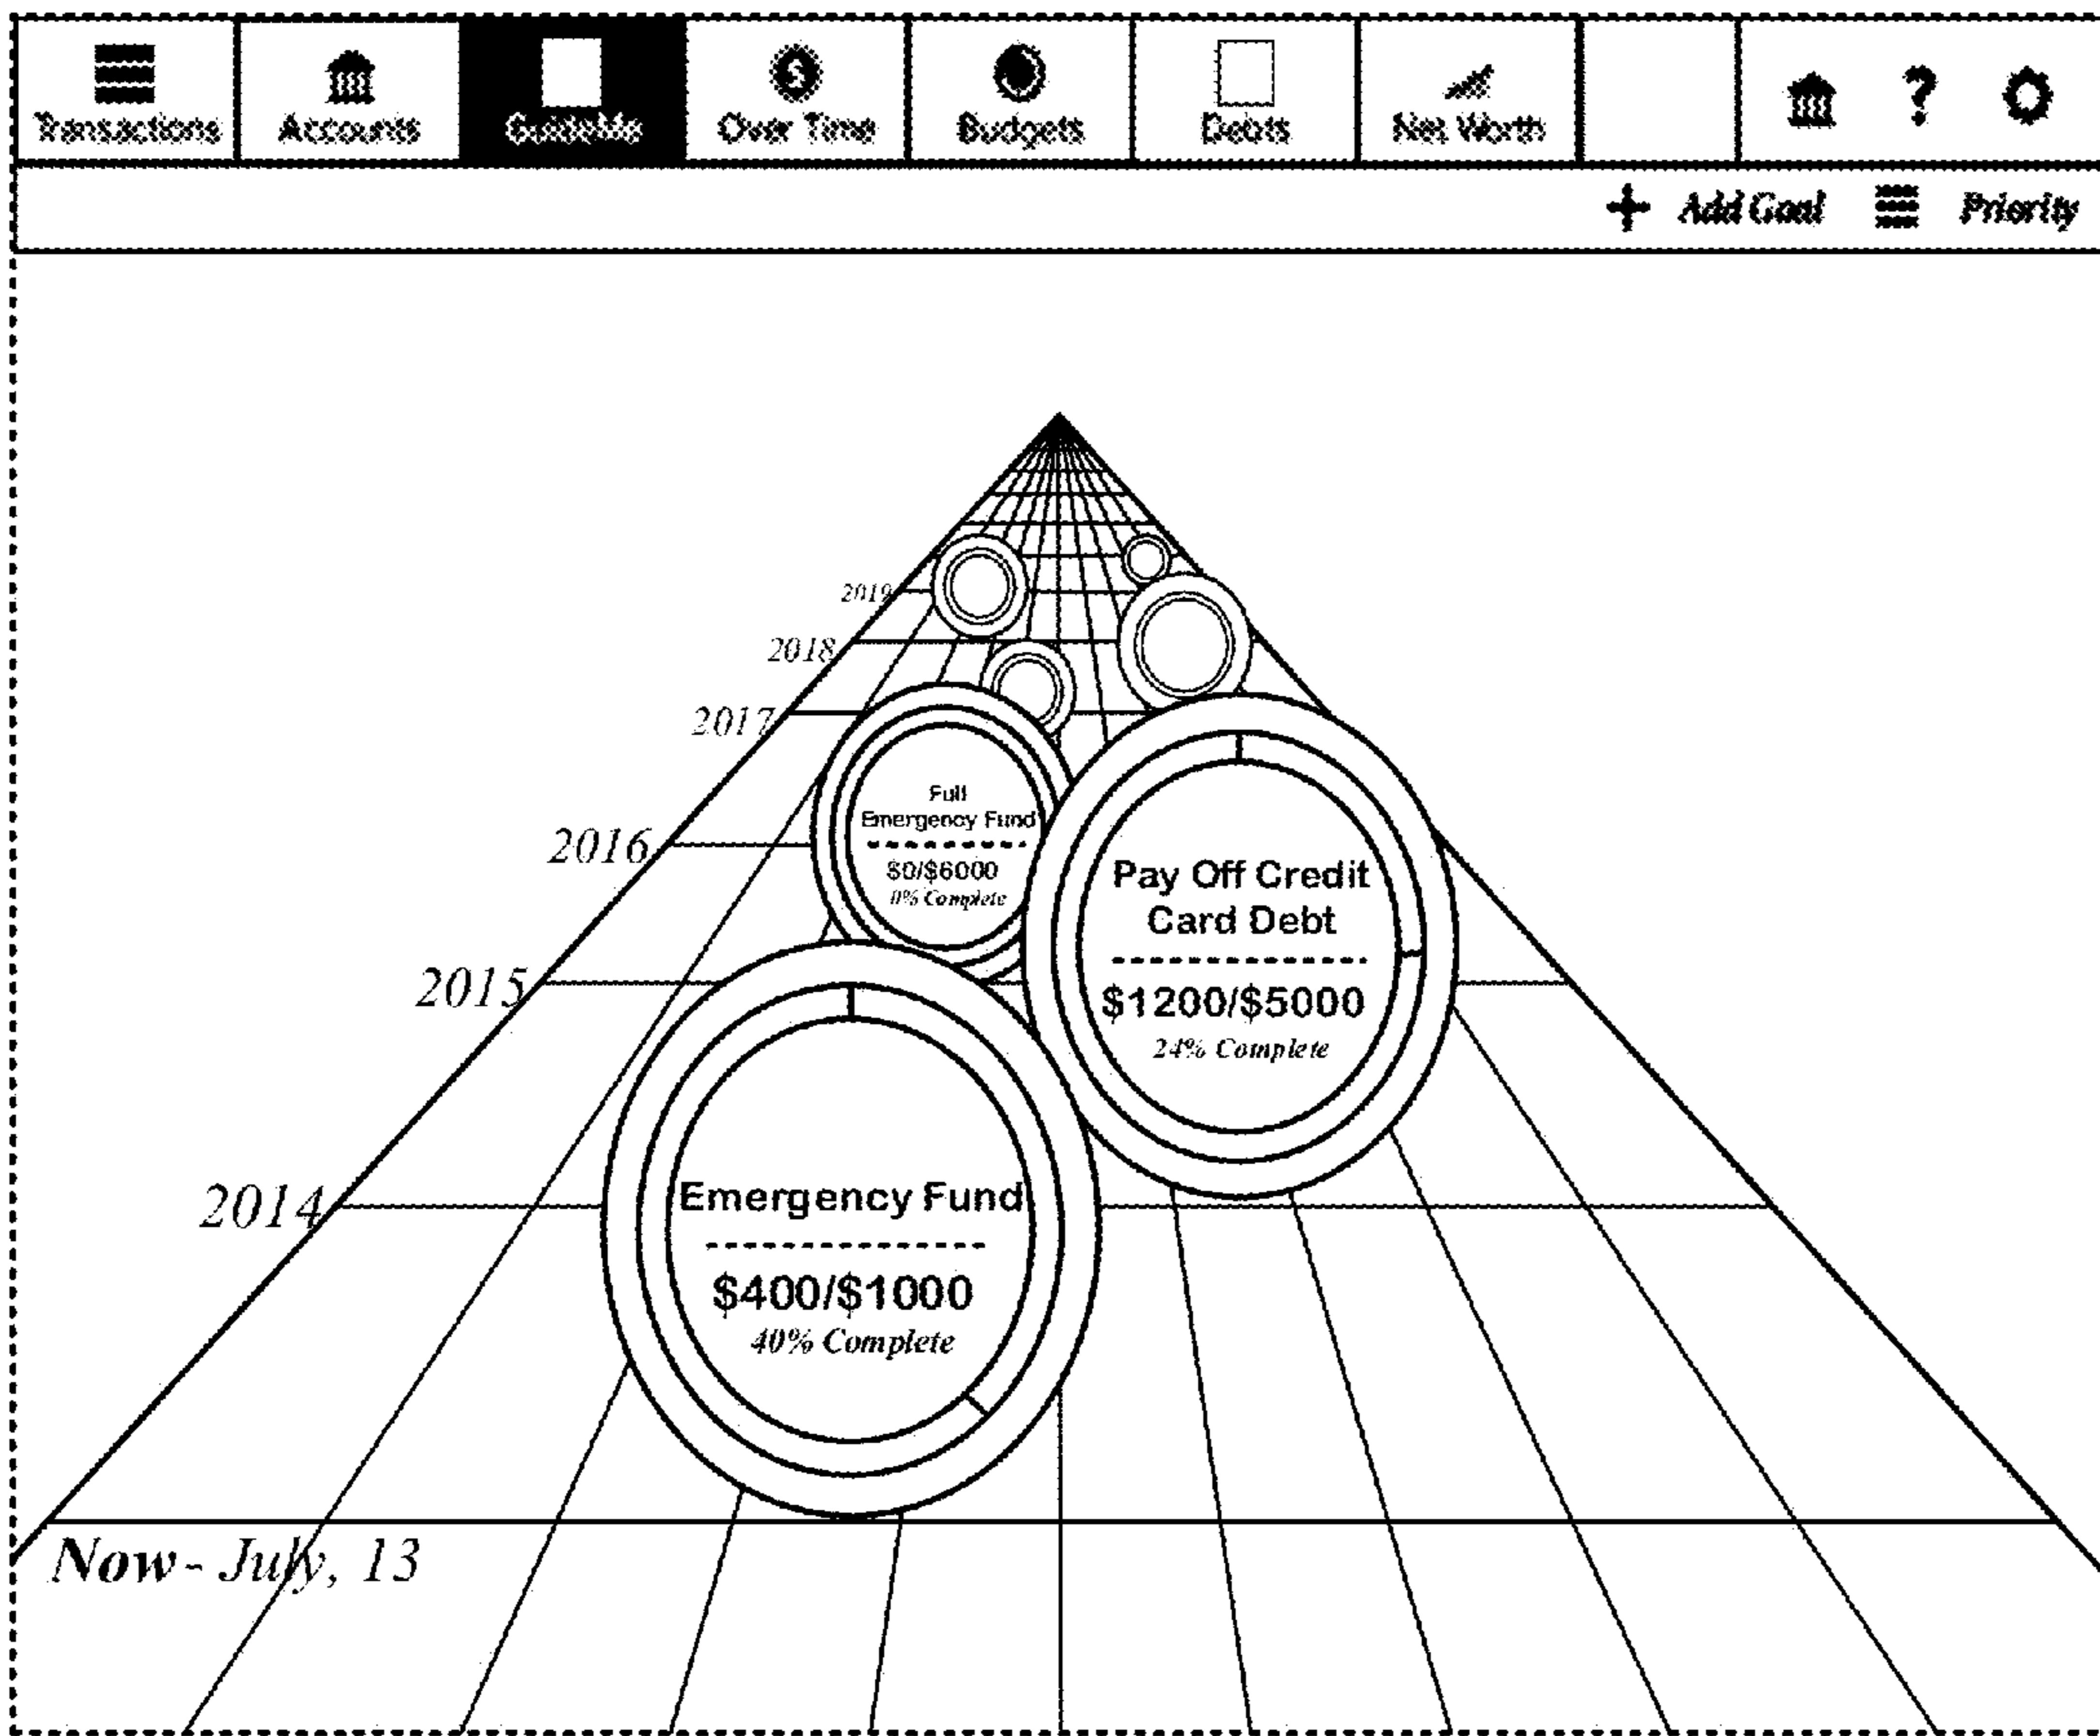 Transactions
Accounts
Over Time
Budgets
Debts
Net Worth
Add Goal
Priority
2019
2018
2017
2016
2015
2014
Full
Emergency Fund
$0/$6000
0% Complete
Pay Off Credit
Card Debt
$1200/$5000
24% Complete
Emergency Fund
$400/$1000
40% Complete
Now - July, 13